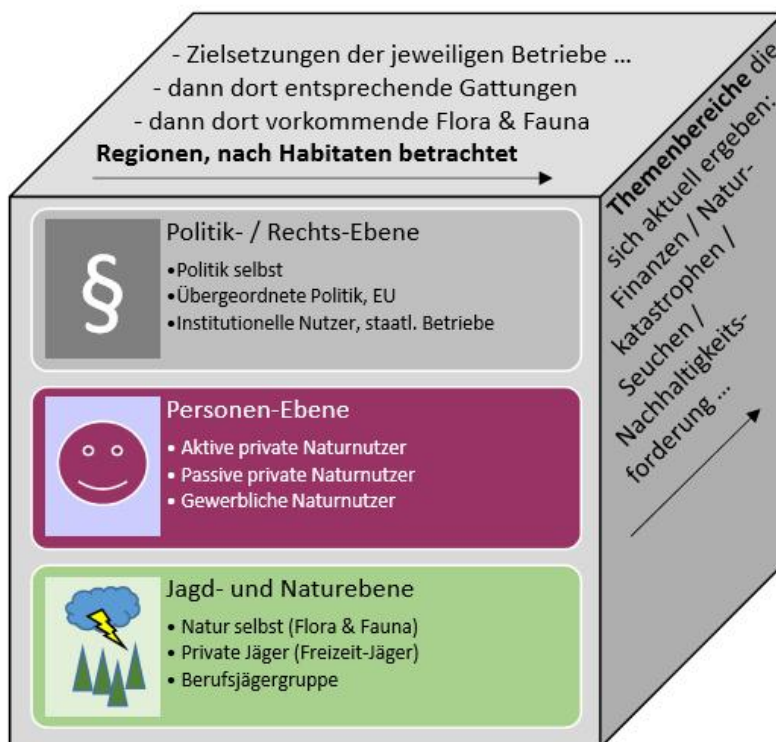 - Zielsetzungen der jeweiligen Betriebe ...
- dann dort entsprechende Gattungen
- dann dort vorkommende Flora & Fauna
Regionen, nach Habitaten betrachtet
Themenbereiche die
sich aktuell ergeben:
Finanzen / Natur-
katastrophen /
Seuchen /
Nachhaltigkeits-
forderung ...
§
Politik- / Rechts-Ebene
•Politik selbst
•Übergeordnete Politik, EU
•Institutionelle Nutzer, staatl. Betriebe
Personen-Ebene
• Aktive private Naturnutzer
• Passive private Naturnutzer
• Gewerbliche Naturnutzer
Jagd- und Naturebene
• Natur selbst (Flora & Fauna)
• Private Jäger (Freizeit-Jäger)
• Berufsjägergruppe